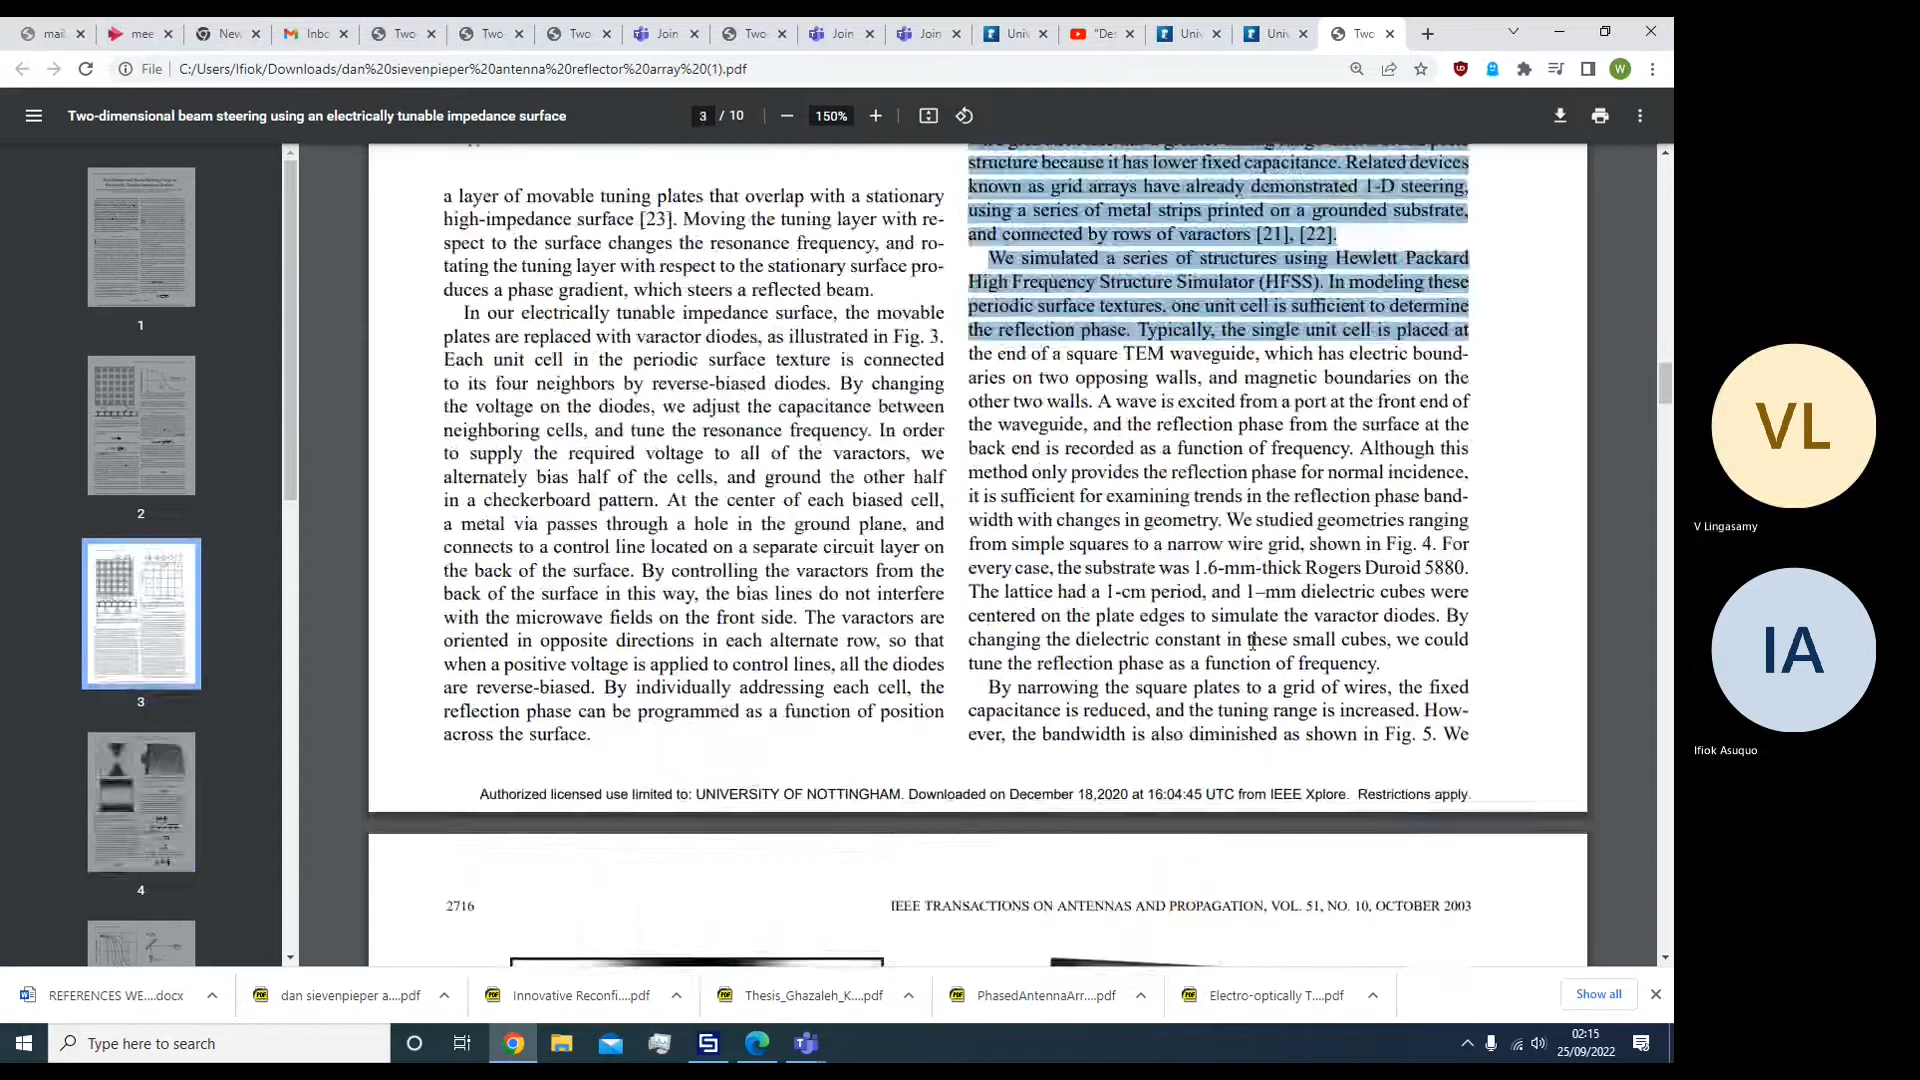 mail
mee
New
Inbo
Two
Two
Two
Join
Two
Join
Join
Univ
"De:
Univ
Univ
Two
File
C:/Users/Ifiok/Downloads/dan%20sievenpieper%20antenna%20reflector%20array%20(1).pdf
W
Two-dimensional beam steering using an electrically tunable impedance surface
3 / 10
150%
1
2
3
4
a layer of movable tuning plates that overlap with a stationary
high-impedance surface [23]. Moving the tuning layer with re-
spect to the surface changes the resonance frequency, and ro-
tating the tuning layer with respect to the stationary surface pro-
duces a phase gradient, which steers a reflected beam.
In our electrically tunable impedance surface, the movable
plates are replaced with varactor diodes, as illustrated in Fig. 3.
Each unit cell in the periodic surface texture is connected
to its four neighbors by reverse-biased diodes. By changing
the voltage on the diodes, we adjust the capacitance between
neighboring cells, and tune the resonance frequency. In order
to supply the required voltage to all of the varactors, we
alternately bias half of the cells, and ground the other half
in a checkerboard pattern. At the center of each biased cell,
a metal via passes through a hole in the ground plane, and
connects to a control line located on a separate circuit layer on
the back of the surface. By controlling the varactors from the
back of the surface in this way, the bias lines do not interfere
with the microwave fields on the front side. The varactors are
oriented in opposite directions in each alternate row, so that
when a positive voltage is applied to control lines, all the diodes
are reverse-biased. By individually addressing each cell, the
reflection phase can be programmed as a function of position
across the surface.
structure because it has lower fixed capacitance. Related devices
known as grid arrays have already demonstrated 1-D steering,
using a series of metal strips printed on a grounded substrate,
and connected by rows of varactors [21], [22].
We simulated a series of structures using Hewlett Packard
High Frequency Structure Simulator (HFSS). In modeling these
periodic surface textures, one unit cell is sufficient to determine
the reflection phase. Typically, the single unit cell is placed at
the end of a square TEM waveguide, which has electric bound-
aries on two opposing walls, and magnetic boundaries on the
other two walls. A wave is excited from a port at the front end of
the waveguide, and the reflection phase from the surface at the
back end is recorded as a function of frequency. Although this
method only provides the reflection phase for normal incidence,
it is sufficient for examining trends in the reflection phase band-
width with changes in geometry. We studied geometries ranging
from simple squares to a narrow wire grid, shown in Fig. 4. For
every case, the substrate was 1.6-mm-thick Rogers Duroid 5880.
The lattice had a 1-cm period, and 1–mm dielectric cubes were
centered on the plate edges to simulate the varactor diodes. By
changing the dielectric constant in these small cubes, we could
tune the reflection phase as a function of frequency.
By narrowing the square plates to a grid of wires, the fixed
capacitance is reduced, and the tuning range is increased. How-
ever, the bandwidth is also diminished as shown in Fig. 5. We
Authorized licensed use limited to: UNIVERSITY OF NOTTINGHAM. Downloaded on December 18,2020 at 16:04:45 UTC from IEEE Xplore. Restrictions apply.
2716
IEEE TRANSACTIONS ON ANTENNAS AND PROPAGATION, VOL. 51, NO. 10, OCTOBER 2003
VL
V Lingasamy
IA
Ifiok Asuquo
REFERENCES WE....docx
dan sievenpieper a....pdf
Innovative Reconfi....pdf
Thesis_Ghazaleh_K....pdf
PhasedAntennaArr....pdf
Electro-optically T....pdf
Show all
Type here to search
02:15
25/09/2022